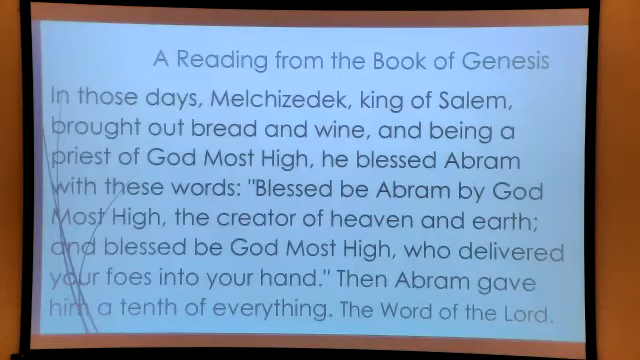 A Reading from the Book of Genesis
In those days, Melchizedek, king of Salem,
brought out bread and wine, and being a
priest of God Most High, he blessed Abram
with these words: "Blessed be Abram by God
Most High, the creator of heaven and earth;
and blessed be God Most High, who delivered
your foes into your hand." Then Abram gave
him a tenth of everything. The Word of the Lord.